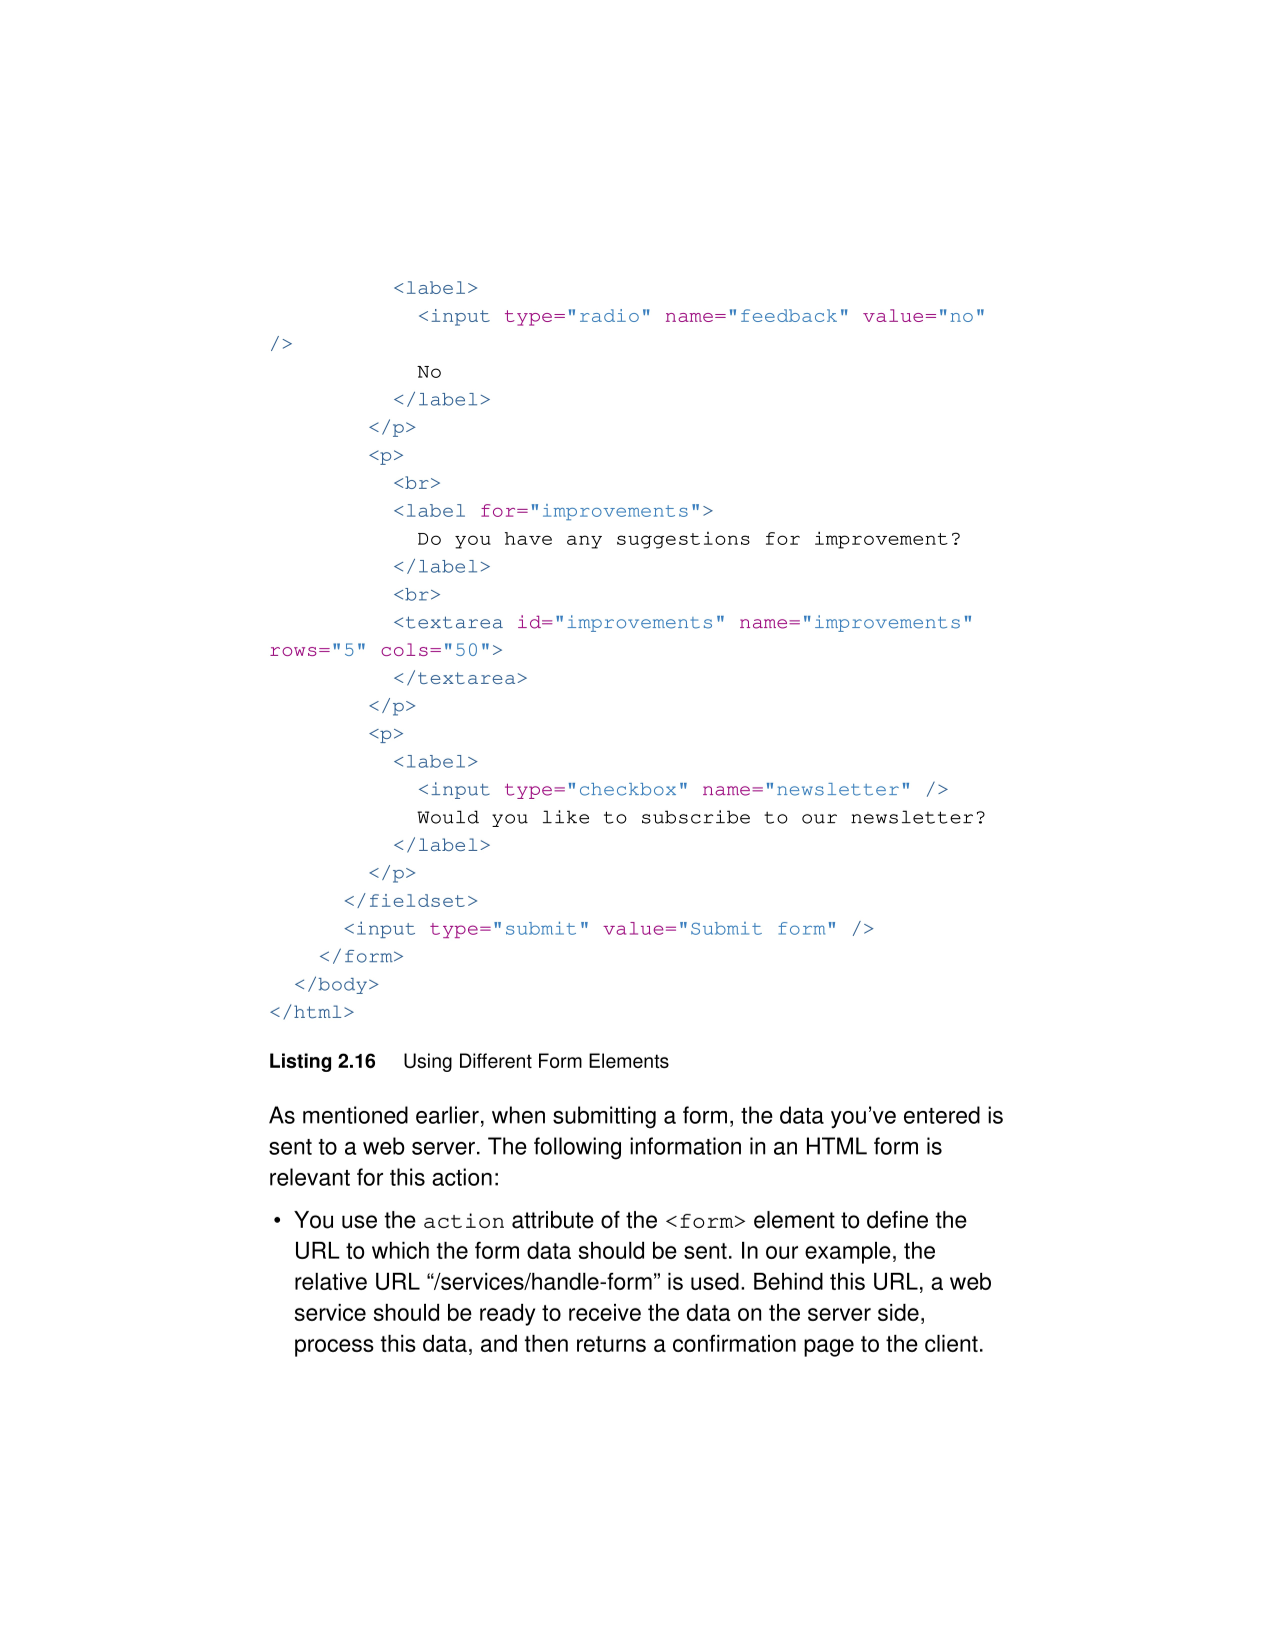 <label>
<input type="radio" name="feedback" value="no"
/>
No
</label>
</p>
<p>
<br>
<label for="improvements">
Do you have any suggestions for improvement?
</label>
<br>
<textarea id="improvements" name="improvements"
rows="5" cols="50">
</textarea>
</p>
<p>
<label>
<input type="checkbox" name="newsletter" />
Would you like to subscribe to our newsletter?
</label>
</p>
</fieldset>
<input type="submit" value="Submit form" />
</form>
</body>
</html>
Listing 2.16 Using Different Form Elements
As mentioned earlier, when submitting a form, the data you’ve entered is
sent to a web server. The following information in an HTML form is
relevant for this action:
• You use the action attribute of the <form> element to define the
URL to which the form data should be sent. In our example, the
relative URL “/services/handle-form” is used. Behind this URL, a web
service should be ready to receive the data on the server side,
process this data, and then returns a confirmation page to the client.